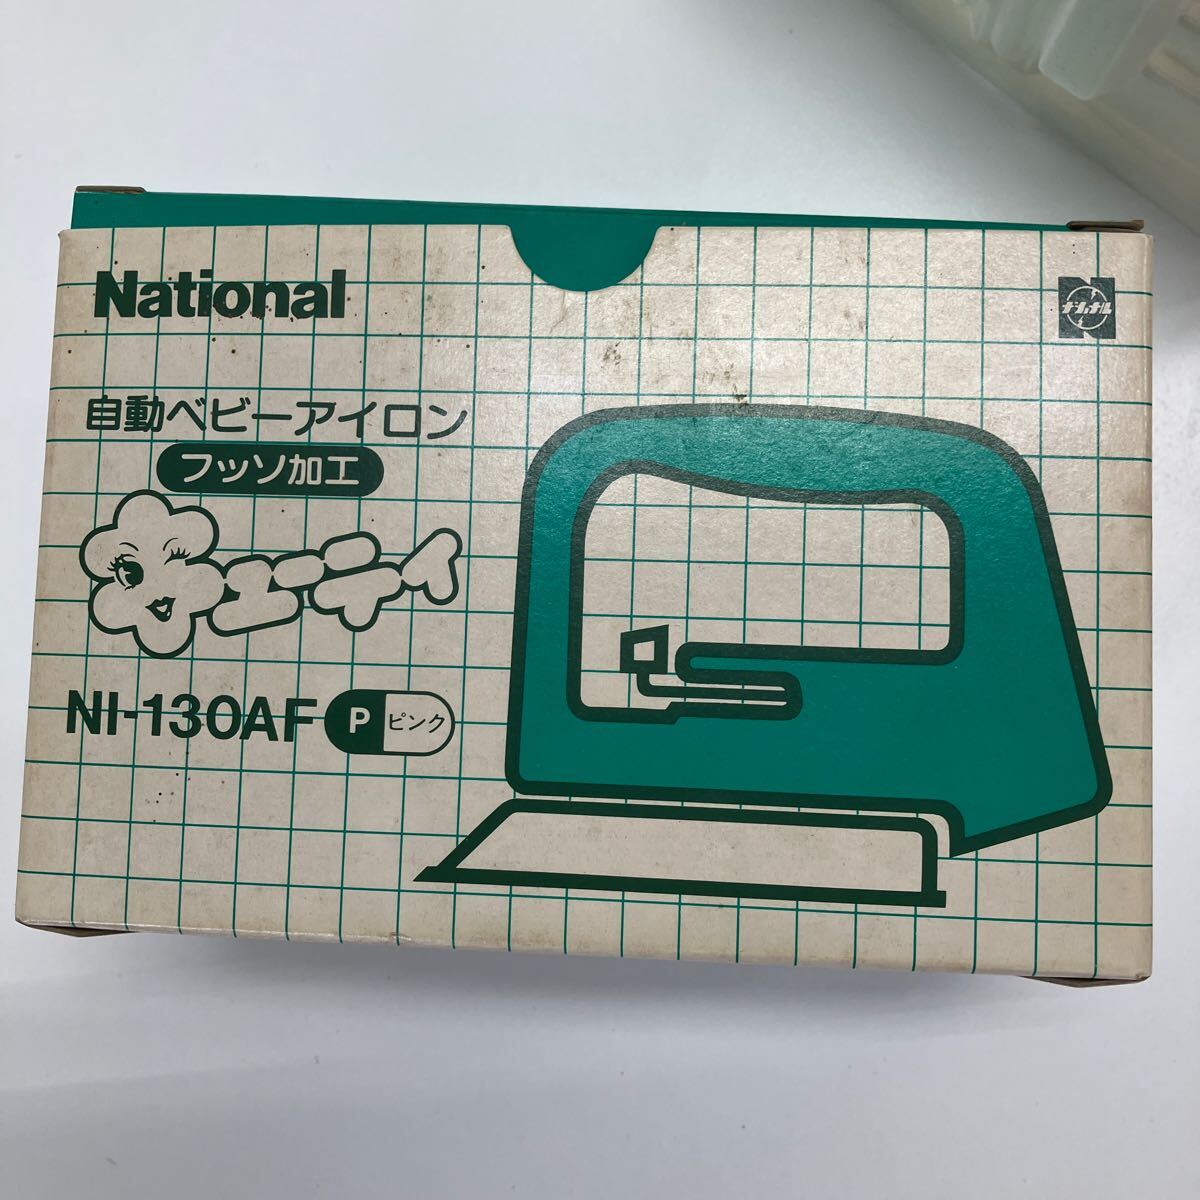 National
ナショナル
自動ベビーアイロン
フッソ加工
ューティ
NI-130AF P ピンク